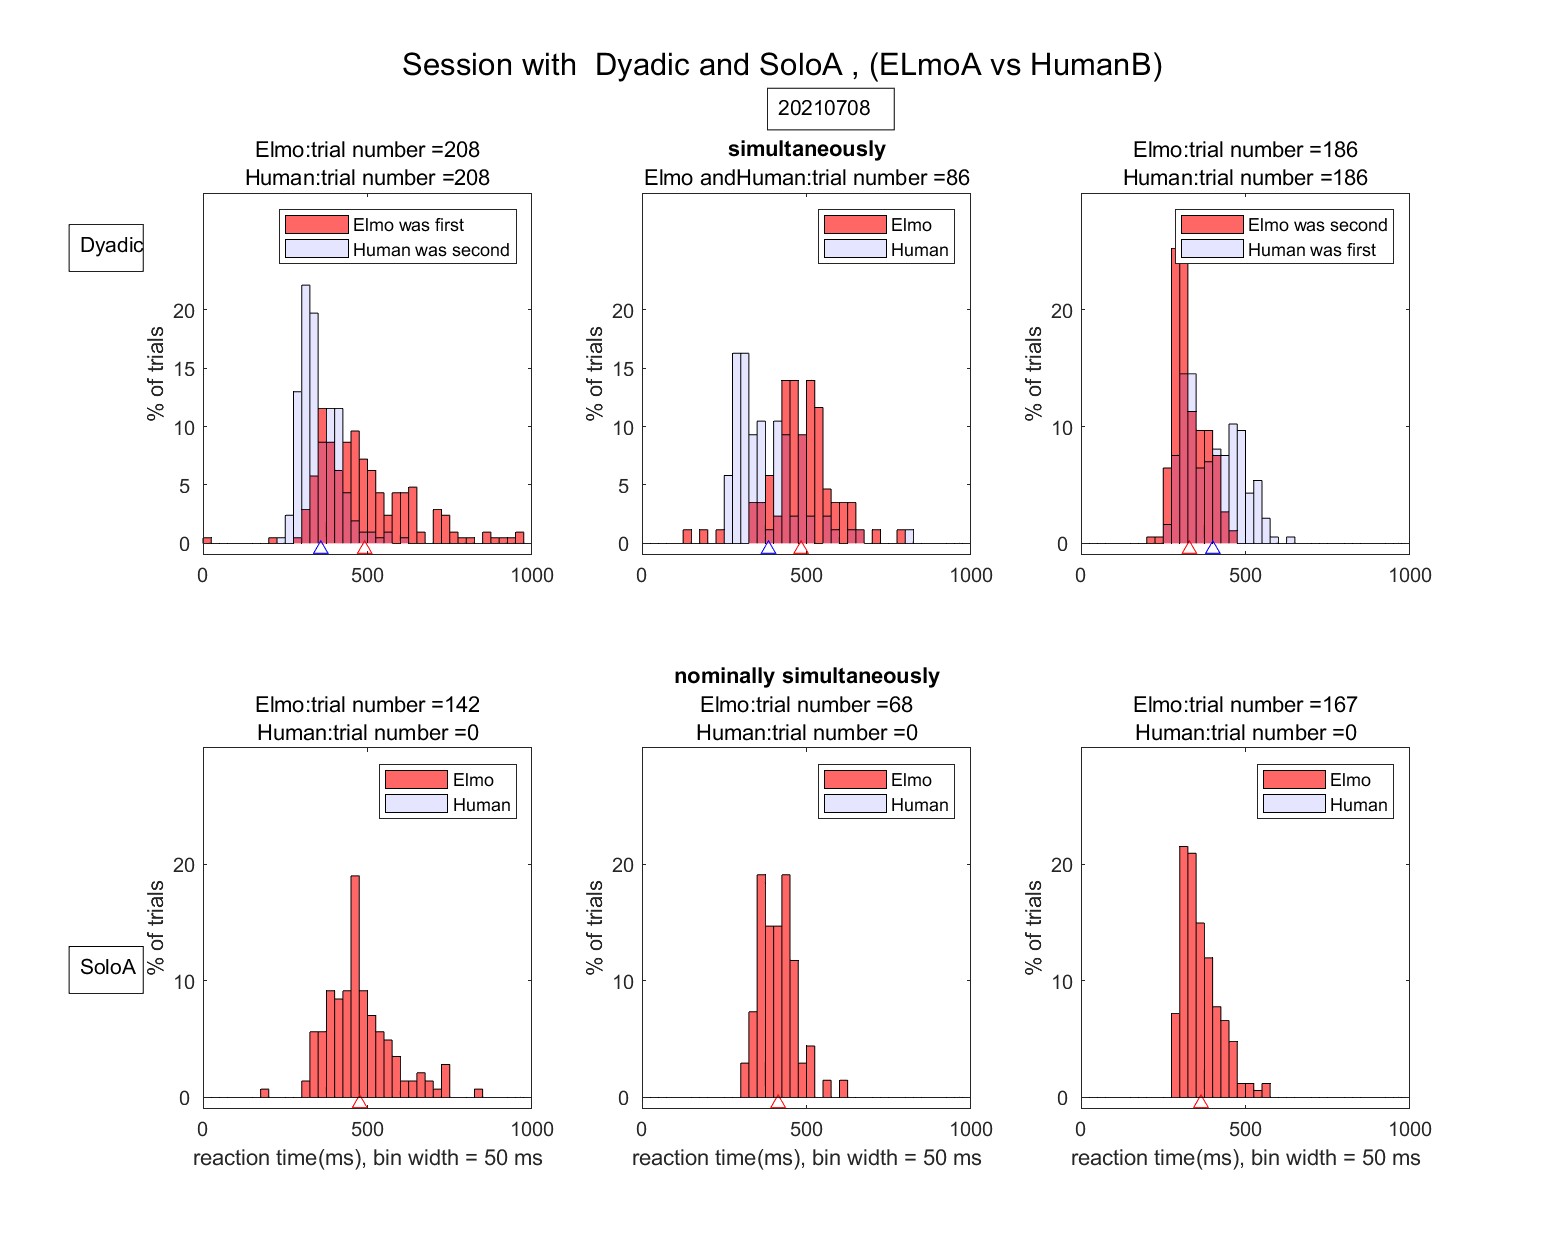 Session with  Dyadic and SoloA , (ELmoA vs HumanB)
20210708
Elmo:trial number =208
Human:trial number =208
simultaneously
Elmo andHuman:trial number =86
Elmo:trial number =186
Human:trial number =186
Dyadic
% of trials
20
15
10
5
0
0
500
1000
Elmo was first
Human was second
% of trials
20
15
10
5
0
0
500
1000
Elmo
Human
% of trials
20
15
10
5
0
0
500
1000
Elmo was second
Human was first
Elmo:trial number =142
Human:trial number =0
nominally simultaneously
Elmo:trial number =68
Human:trial number =0
Elmo:trial number =167
Human:trial number =0
SoloA
% of trials
20
10
0
0
500
1000
Elmo
Human
reaction time(ms), bin width = 50 ms
% of trials
20
10
0
0
500
1000
Elmo
Human
reaction time(ms), bin width = 50 ms
% of trials
20
10
0
0
500
1000
Elmo
Human
reaction time(ms), bin width = 50 ms